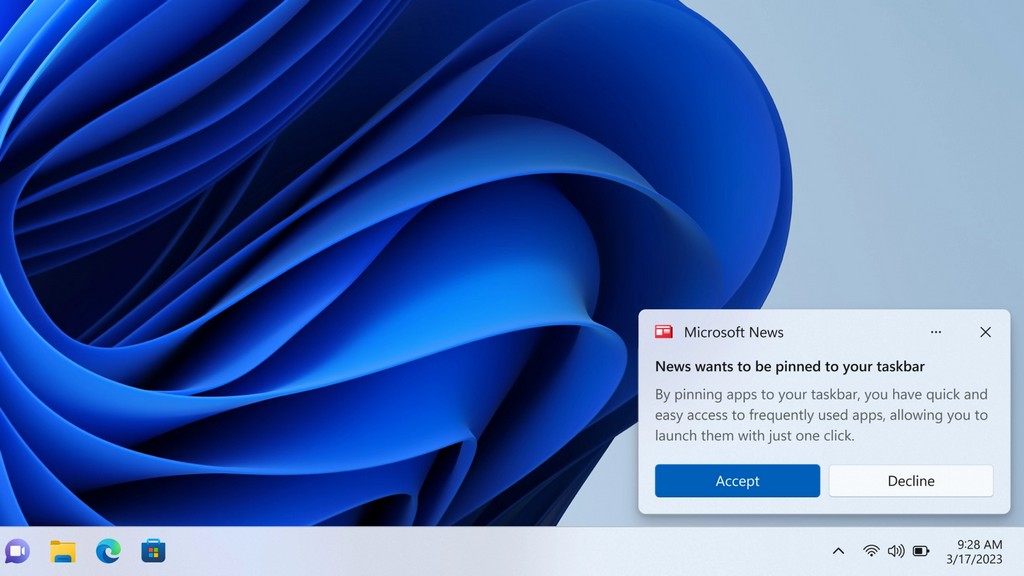 Microsoft News
News wants to be pinned to your taskbar
By pinning apps to your taskbar, you have quick and
easy access to frequently used apps, allowing you to
launch them with just one click.
Accept
Decline
9:28 AM
3/17/2023